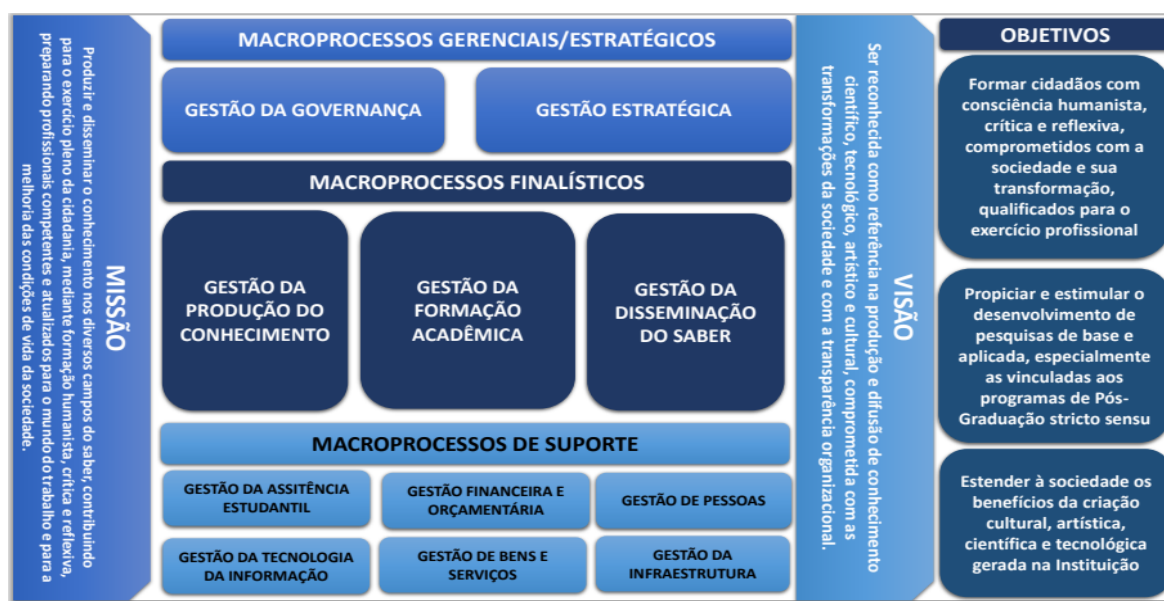 MISSÃO
Produzir e disseminar o conhecimento nos diversos campos do saber, contribuindo
para o exercício pleno da cidadania, mediante formação humanista, crítica e reflexiva,
preparando profissionais competentes e atualizados para o mundo do trabalho e para a
melhoria das condições de vida da sociedade.
MACROPROCESSOS GERENCIAIS/ESTRATÉGICOS
GESTÃO DA GOVERNANÇA
GESTÃO ESTRATÉGICA
MACROPROCESSOS FINALÍSTICOS
GESTÃO DA
PRODUÇÃO DO
CONHECIMENTO
GESTÃO DA
FORMAÇÃO
ACADÊMICA
GESTÃO DA
DISSEMINAÇÃO
DO SABER
MACROPROCESSOS DE SUPORTE
GESTÃO DA ASSITÊNCIA
ESTUDANTIL
GESTÃO FINANCEIRA E
ORÇAMENTÁRIA
GESTÃO DE PESSOAS
GESTÃO DA TECNOLOGIA
DA INFORMAÇÃO
GESTÃO DE BENS E
SERVIÇOS
GESTÃO DA
INFRAESTRUTURA
VISÃO
Ser reconhecida como referência na produção e difusão de conhecimento
científico, tecnológico, artístico e cultural, comprometida com as
transformações da sociedade e com a transparência organizacional.
OBJETIVOS
Formar cidadãos com
consciência humanista,
crítica e reflexiva,
comprometidos com a
sociedade e sua
transformação,
qualificados para o
exercício profissional
Propiciar e estimular o
desenvolvimento de
pesquisas de base e
aplicada, especialmente
as vinculadas aos
programas de Pós-
Graduação stricto sensu
Estender à sociedade os
benefícios da criação
cultural, artística,
científica e tecnológica
gerada na Instituição